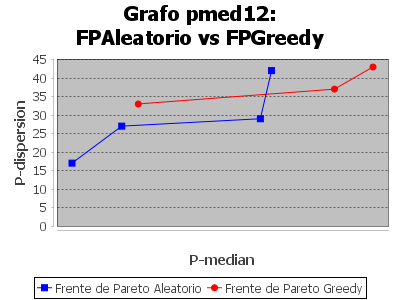 Grafo pmed12:
FPAleatorio vs FPGreedy
45
40
35
30
25
20
15
10
5
0
P-dispersion
P-median
Frente de Pareto Aleatorio
Frente de Pareto Greedy